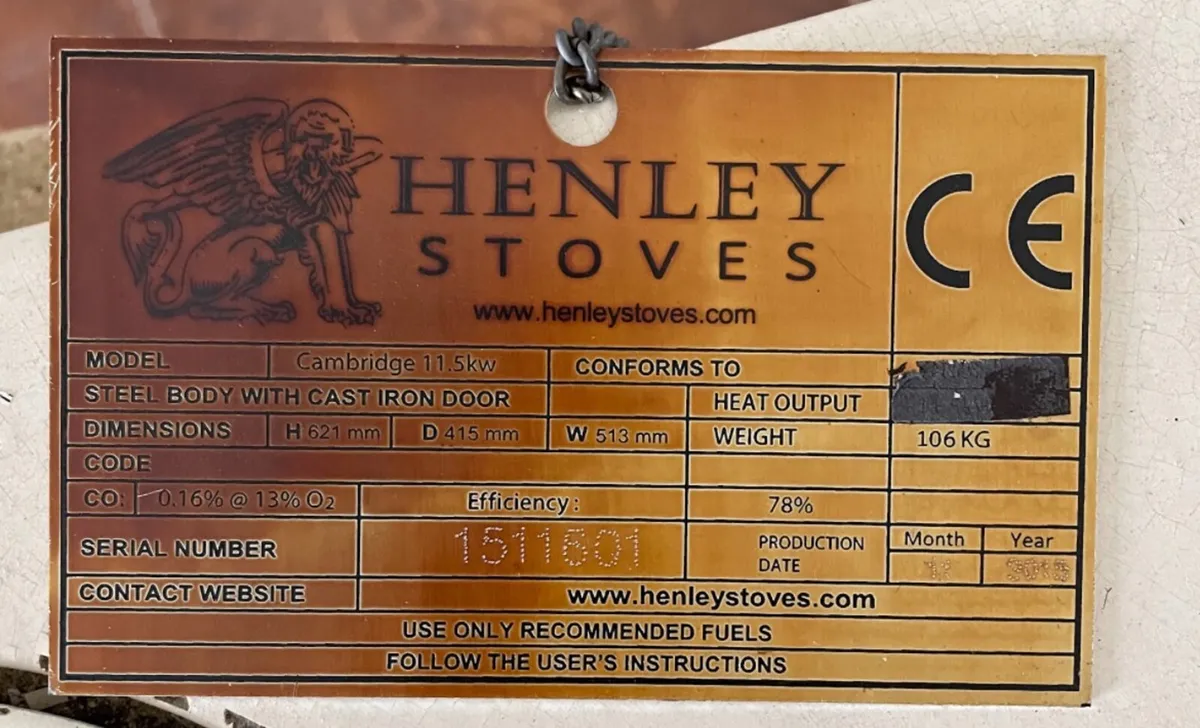 HENLEY
STOVES
www.henleystoves.com
CE
MODEL Cambridge 11.5kw CONFORMS TO
STEEL BODY WITH CAST IRON DOOR HEAT OUTPUT
DIMENSIONS H 621 mm D 415 mm W 513 mm WEIGHT 106 KG
CODE
CO: 0.16% @ 13% O₂ Efficiency: 78%
SERIAL NUMBER 1511601 PRODUCTION DATE Month Year
11 2015
CONTACT WEBSITE www.henleystoves.com
USE ONLY RECOMMENDED FUELS
FOLLOW THE USER'S INSTRUCTIONS